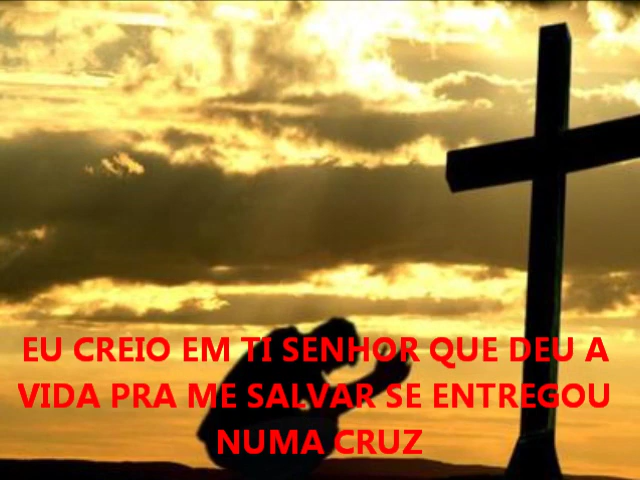 EU CREIO EM TI SENHOR QUE DEU A
VIDA PRA ME SALVAR SE ENTREGOU
NUMA CRUZ